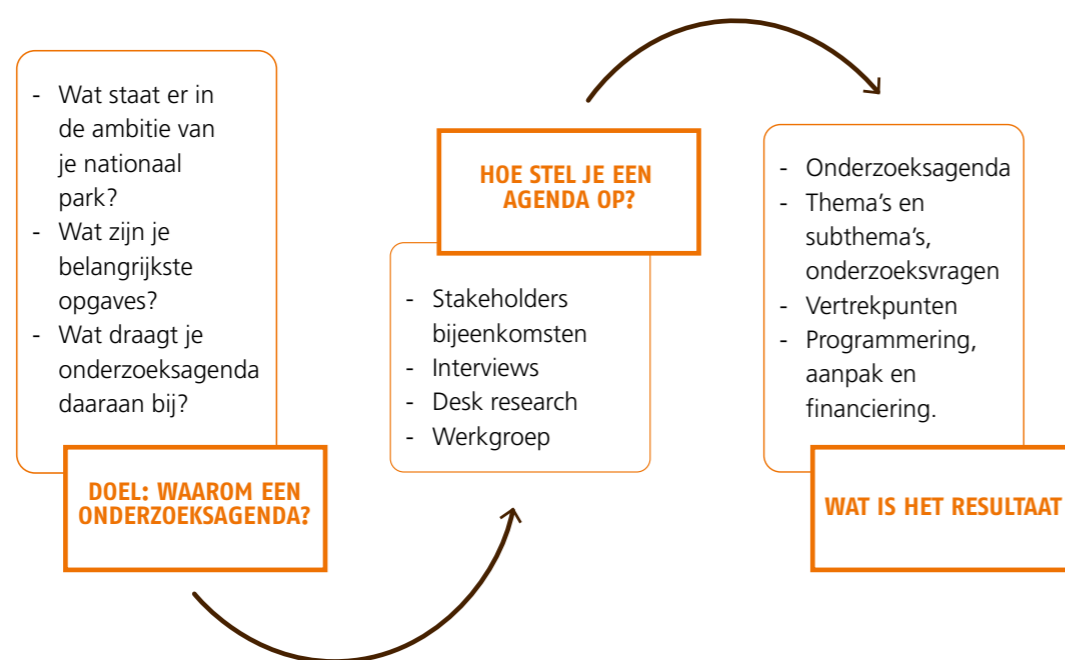 - Wat staat er in
de ambitie van
je nationaal
park?
- Wat zijn je
belangrijkste
opgaves?
- Wat draagt je
onderzoeksagenda
daaraan bij?
DOEL: WAAROM EEN
ONDERZOEKSAGENDA?
HOE STEL JE EEN
AGENDA OP?
- Stakeholders
bijeenkomsten
- Interviews
- Desk research
- Werkgroep
- Onderzoeksagenda
- Thema's en
subthema's,
onderzoeksvragen
- Vertrekpunten
- Programmering,
aanpak en
financiering.
WAT IS HET RESULTAAT